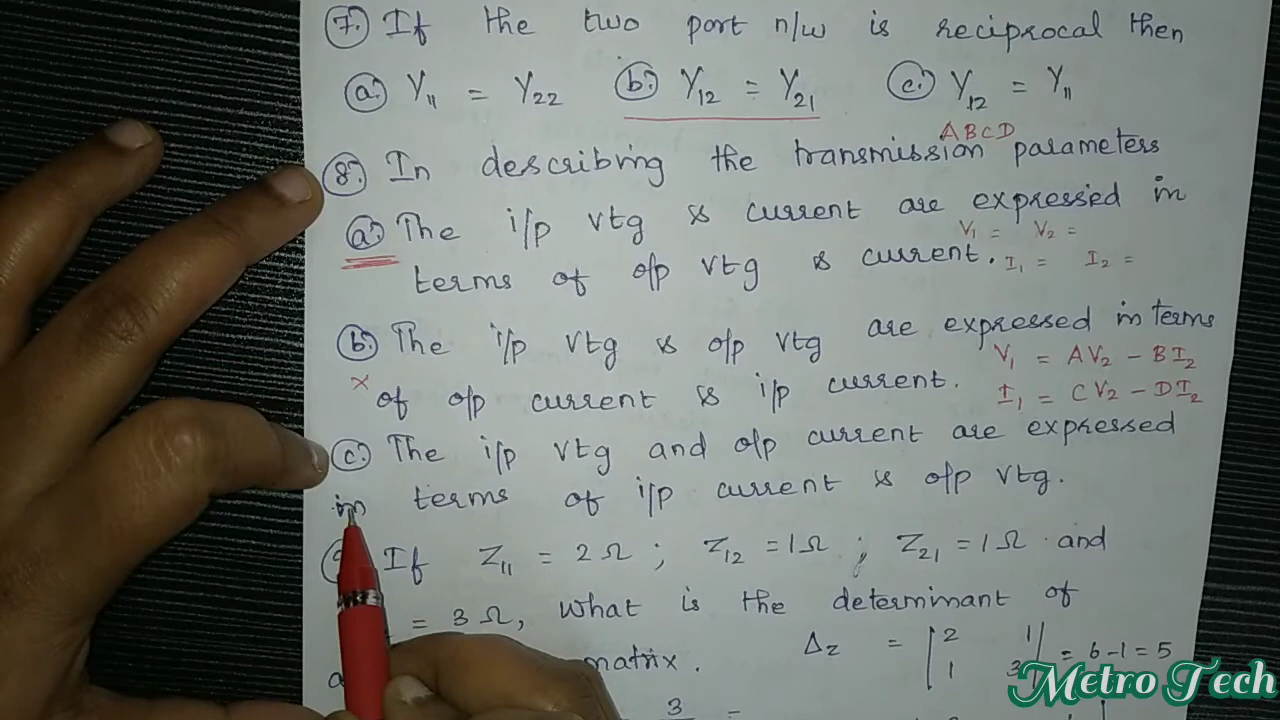 7. If the two port n/w is reciprocal then
a. Y11 = Y22 b. Y12 = Y21 c. Y12 = Y11
ABCD
8. In describing the transmission parameters
a. The i/p vtg & current are expressed in
V1 = V2 =
terms of o/p vtg & current. I1 = I2 =
b. The i/p vtg & o/p vtg are expressed in terms
V1 = AV2 - BI2
x of o/p current & i/p current. I1 = CV2 - DI2
c. The i/p vtg and o/p current are expressed
in terms of i/p current & o/p vtg.
If Z11 = 2Ω ; Z12 = 1Ω ; Z21 = 1Ω and
= 3Ω, what is the determinant of
matrix. Δz = |2 1| = 6-1=5
|1 3|
3 =
Metro Tech